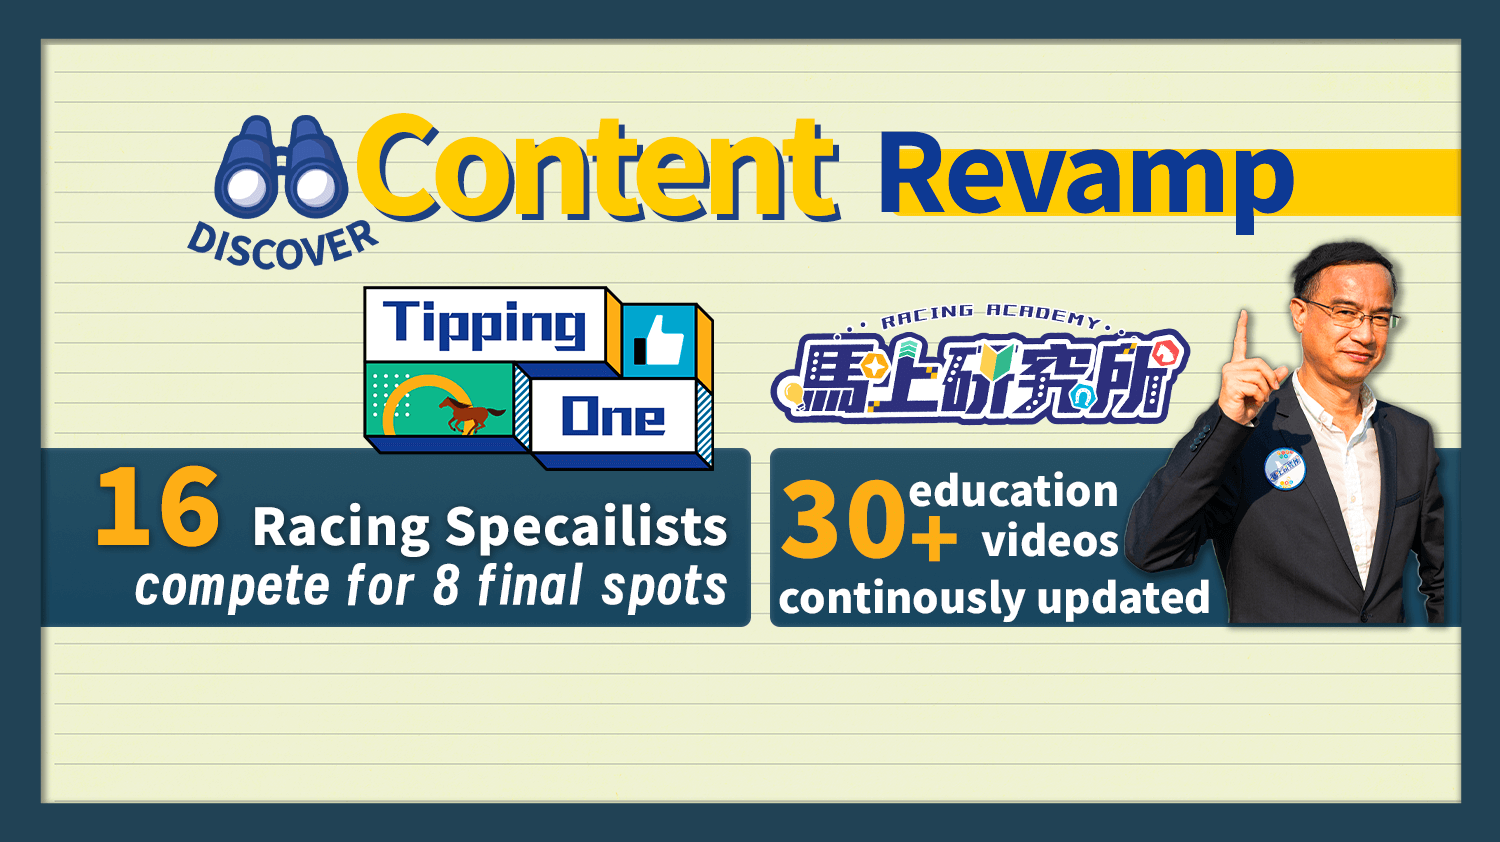 DISCOVER
Content Revamp
Tipping
One
16 Racing Specailists
compete for 8 final spots
RACING ACADEMY
馬上研究所
30+ education
videos
continously updated